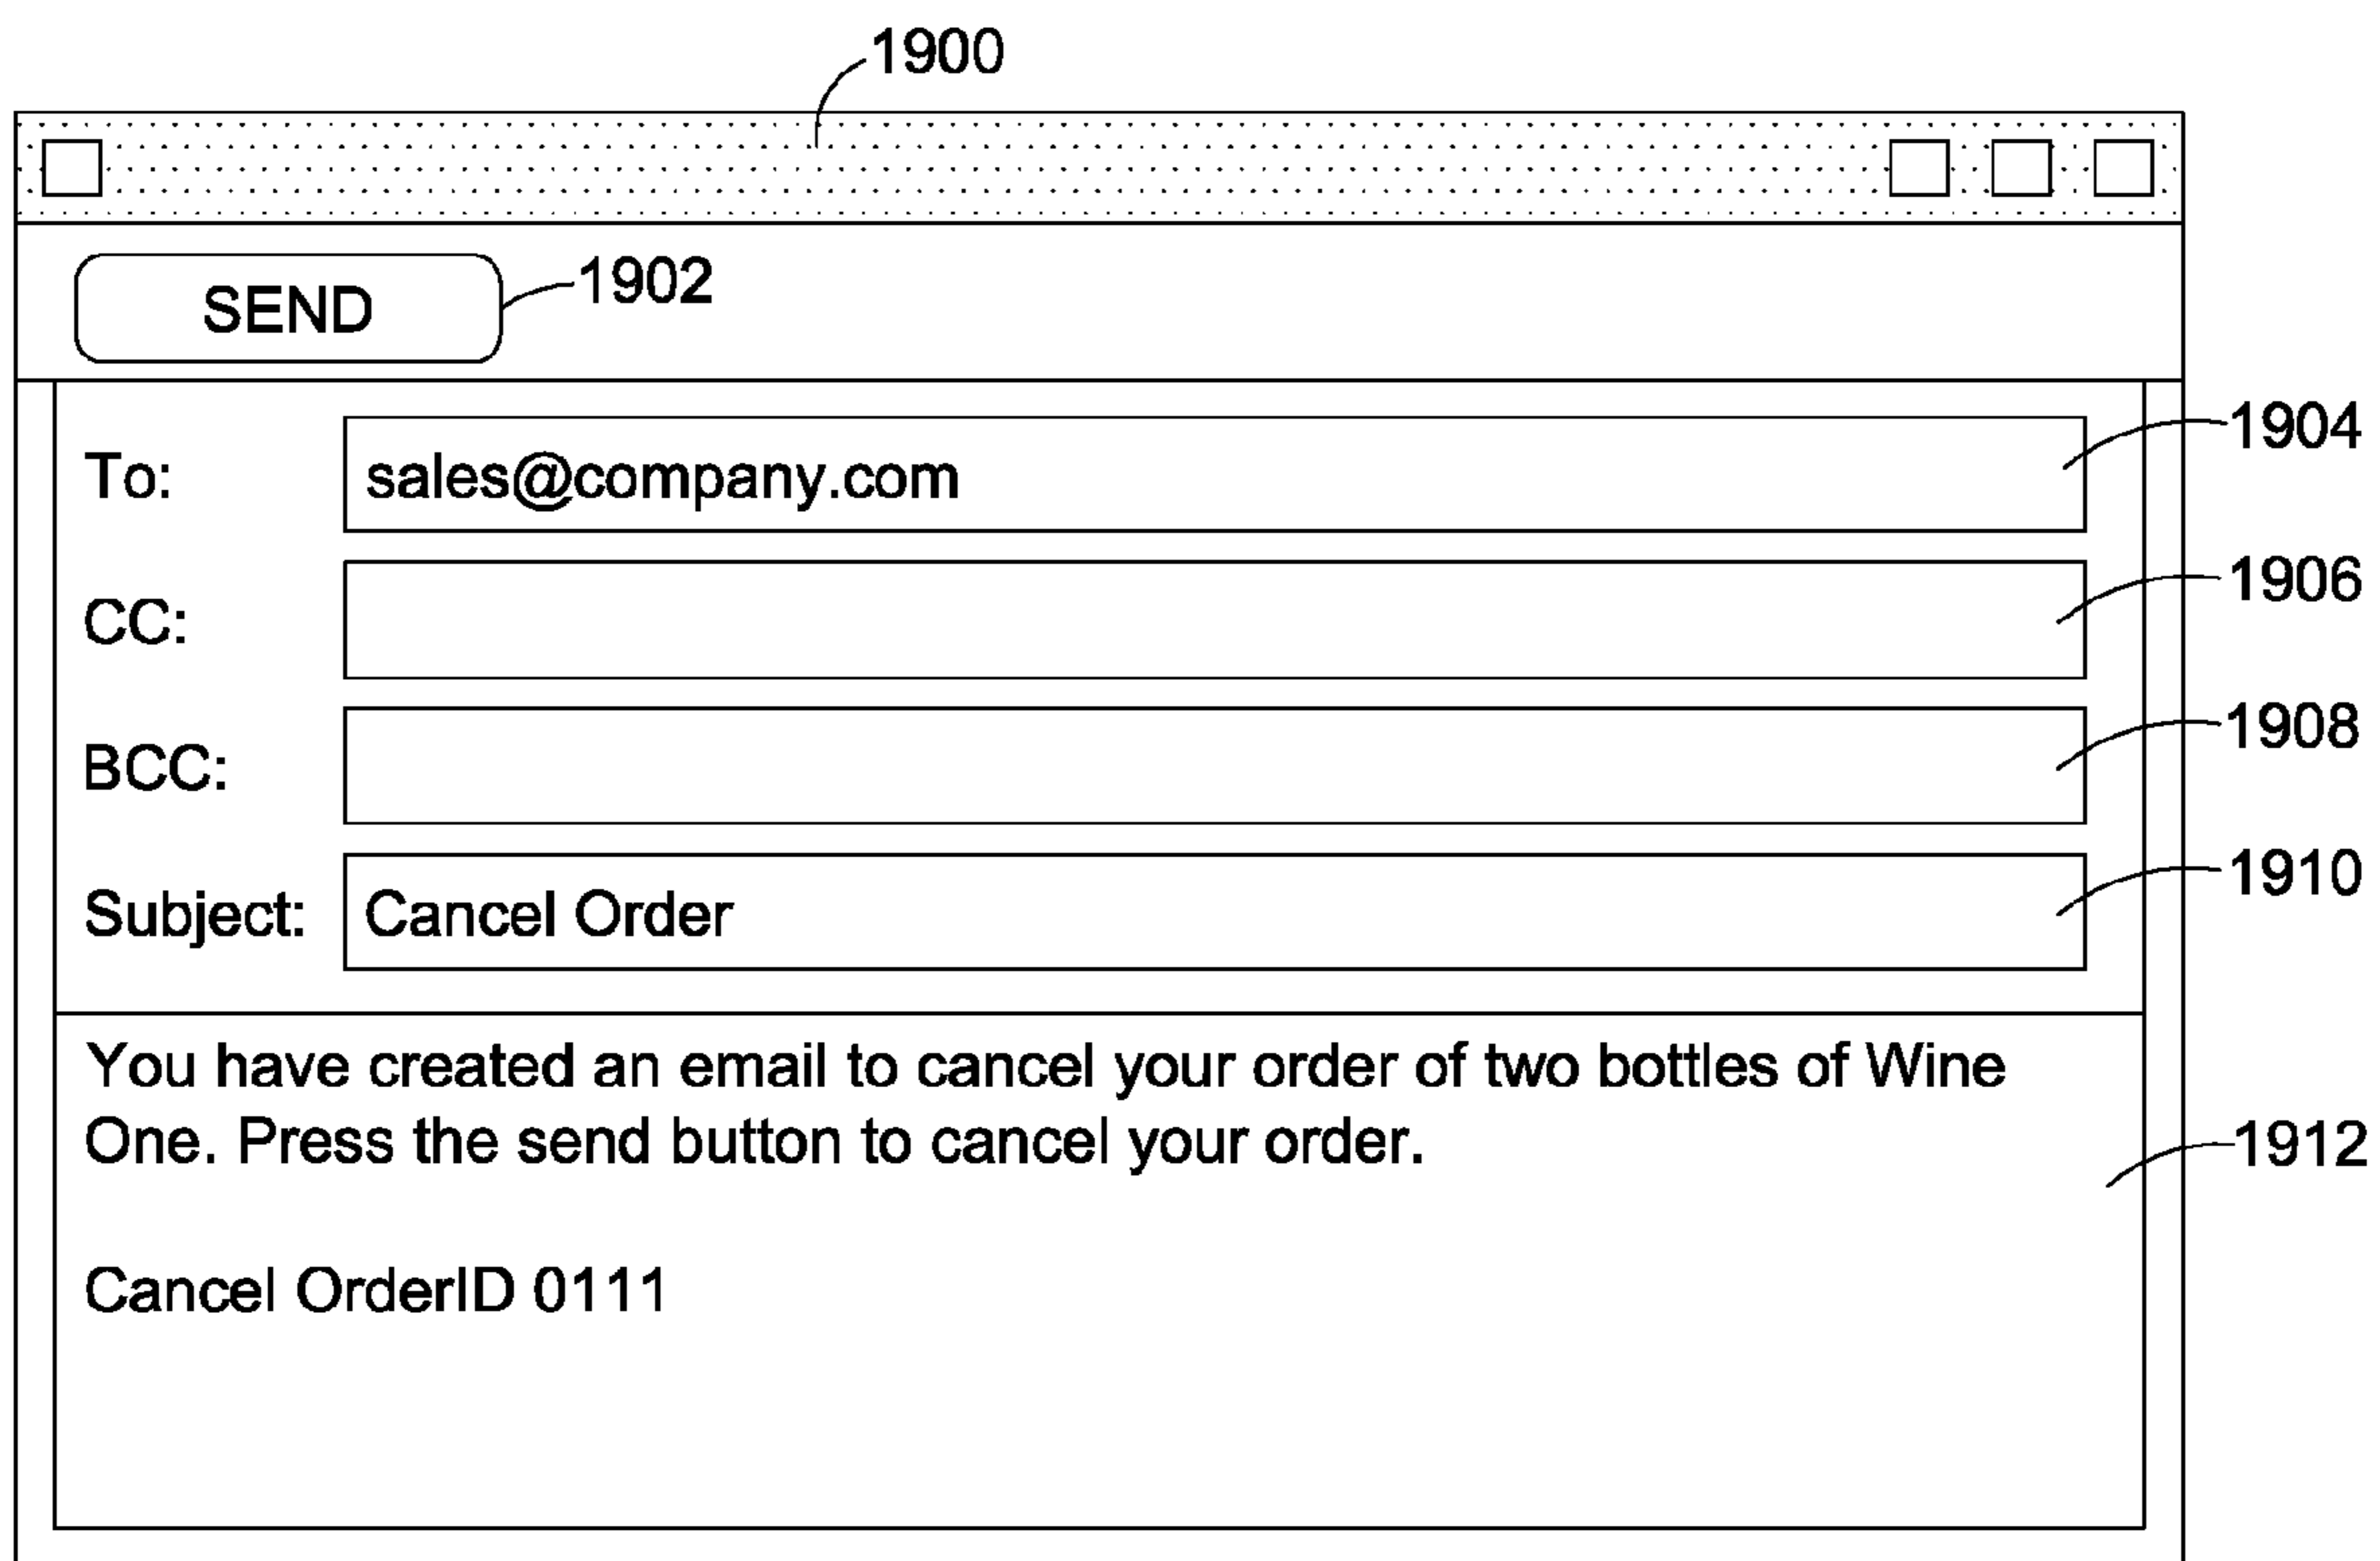 1900
SEND 1902
To: sales@company.com 1904
CC: 1906
BCC: 1908
Subject: Cancel Order 1910
You have created an email to cancel your order of two bottles of Wine
One. Press the send button to cancel your order.
1912
Cancel OrderID 0111